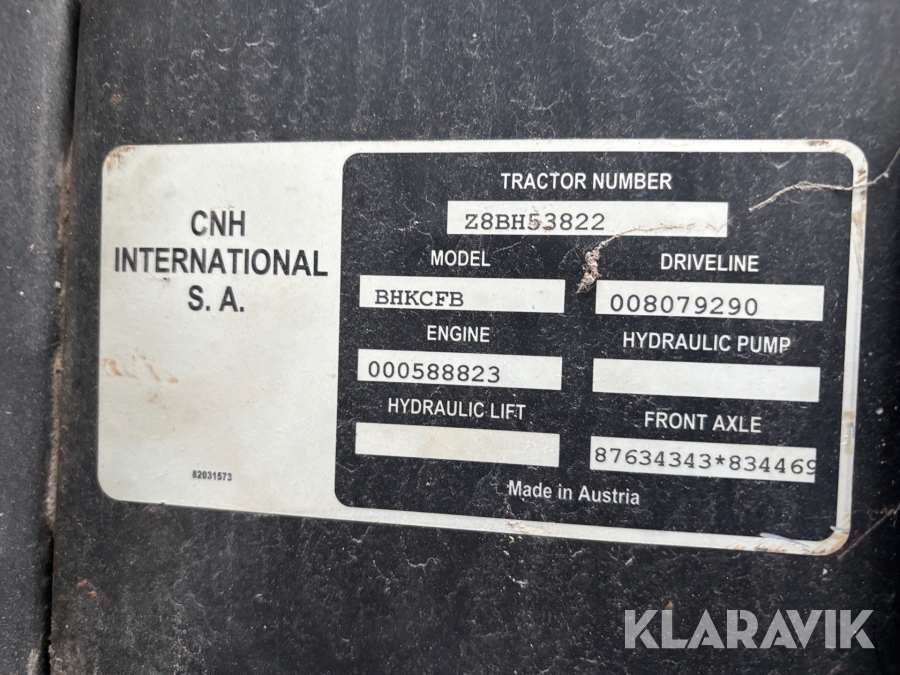 CNH
INTERNATIONAL
S. A.
82031573
TRACTOR NUMBER
Z8BH53822
MODEL
BHKCFB
DRIVELINE
008079290
ENGINE
000588823
HYDRAULIC PUMP
HYDRAULIC LIFT
FRONT AXLE
87634343*834469
Made in Austria
KLARAVIK